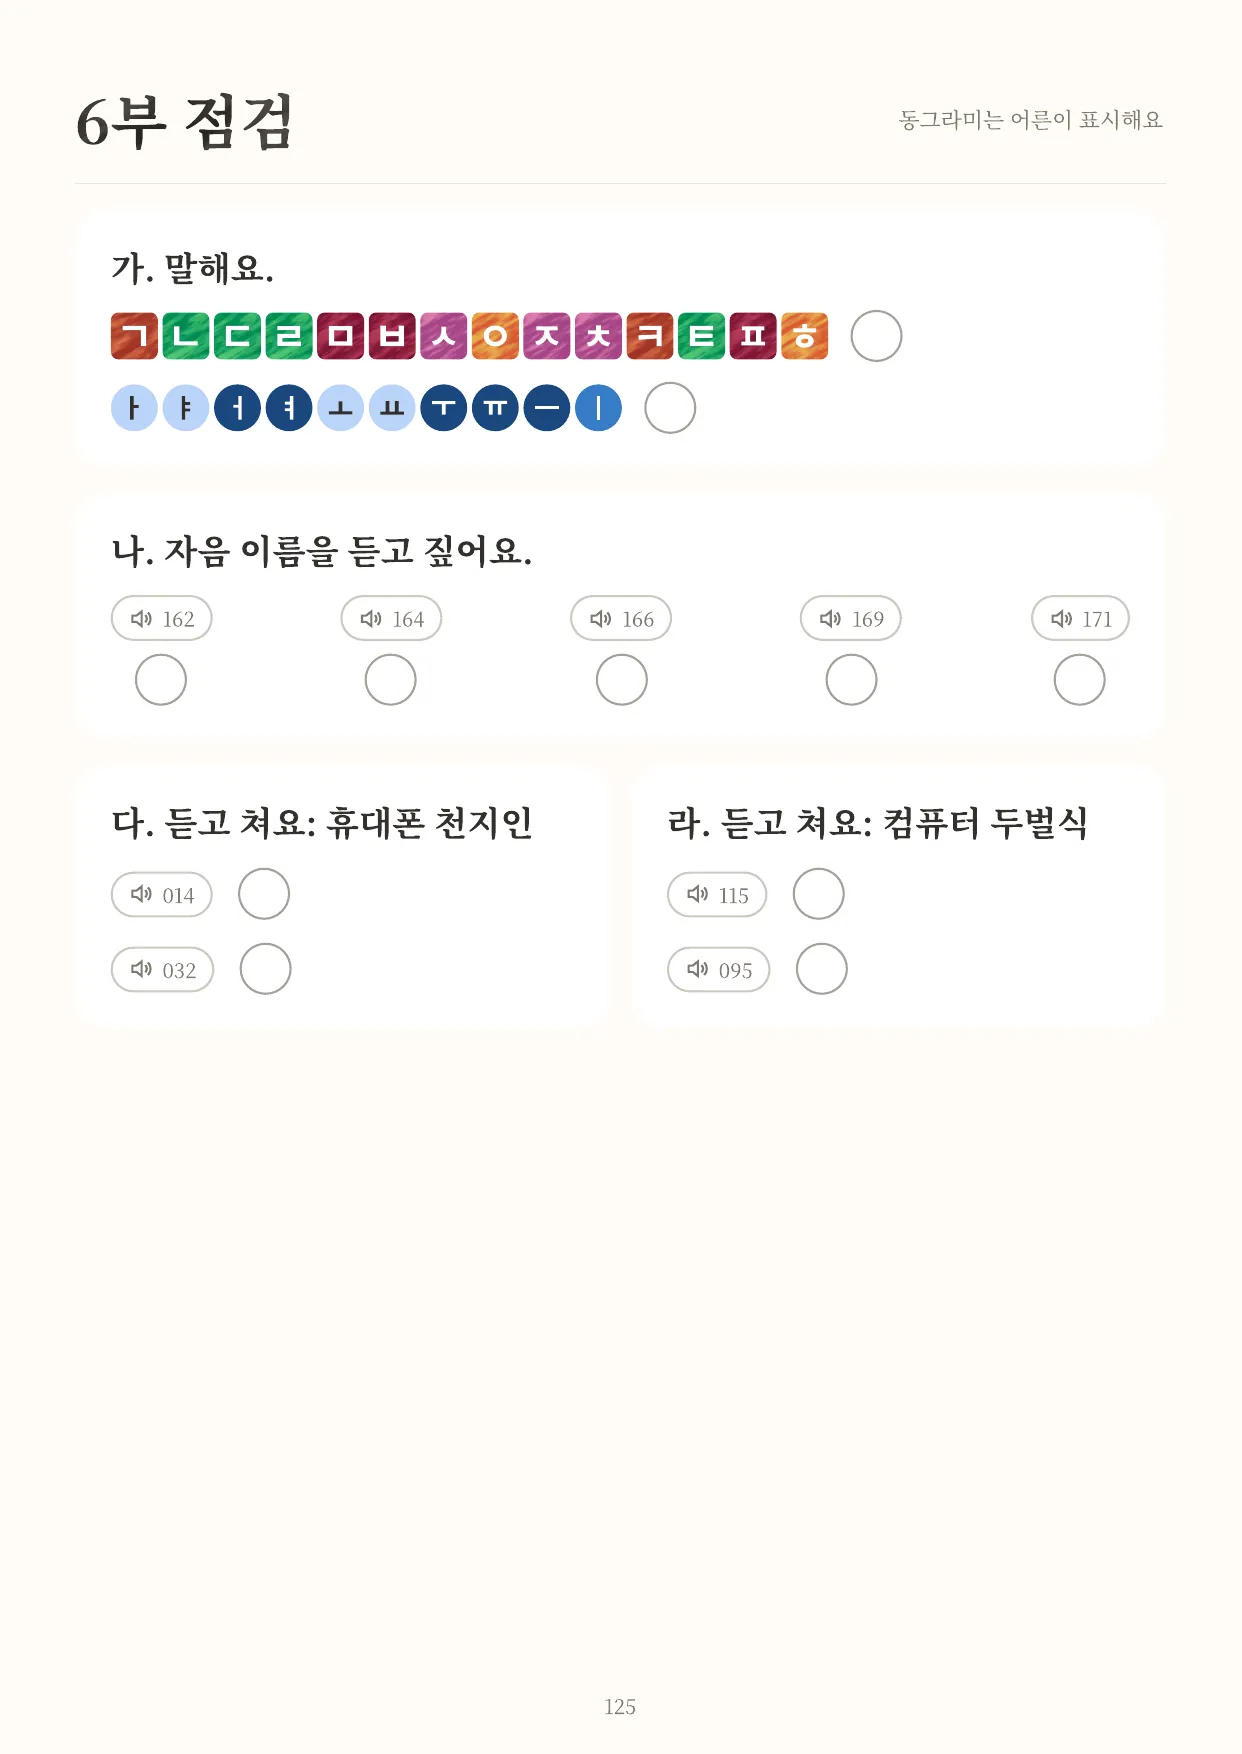 6부 점검
동그라미는 어른이 표시해요
가. 말해요.
ㄱ ㄴ ㄷ ㄹ ㅁ ㅂ ㅅ ㅇ ㅈ ㅊ ㅋ ㅌ ㅍ ㅎ
ㅏ ㅑ ㅓ ㅕ ㅗ ㅛ ㅜ ㅠ ㅡ ㅣ
나. 자음 이름을 듣고 짚어요.
162 164 166 169 171
다. 듣고 쳐요: 휴대폰 천지인
014
032
라. 듣고 쳐요: 컴퓨터 두벌식
115
095
125